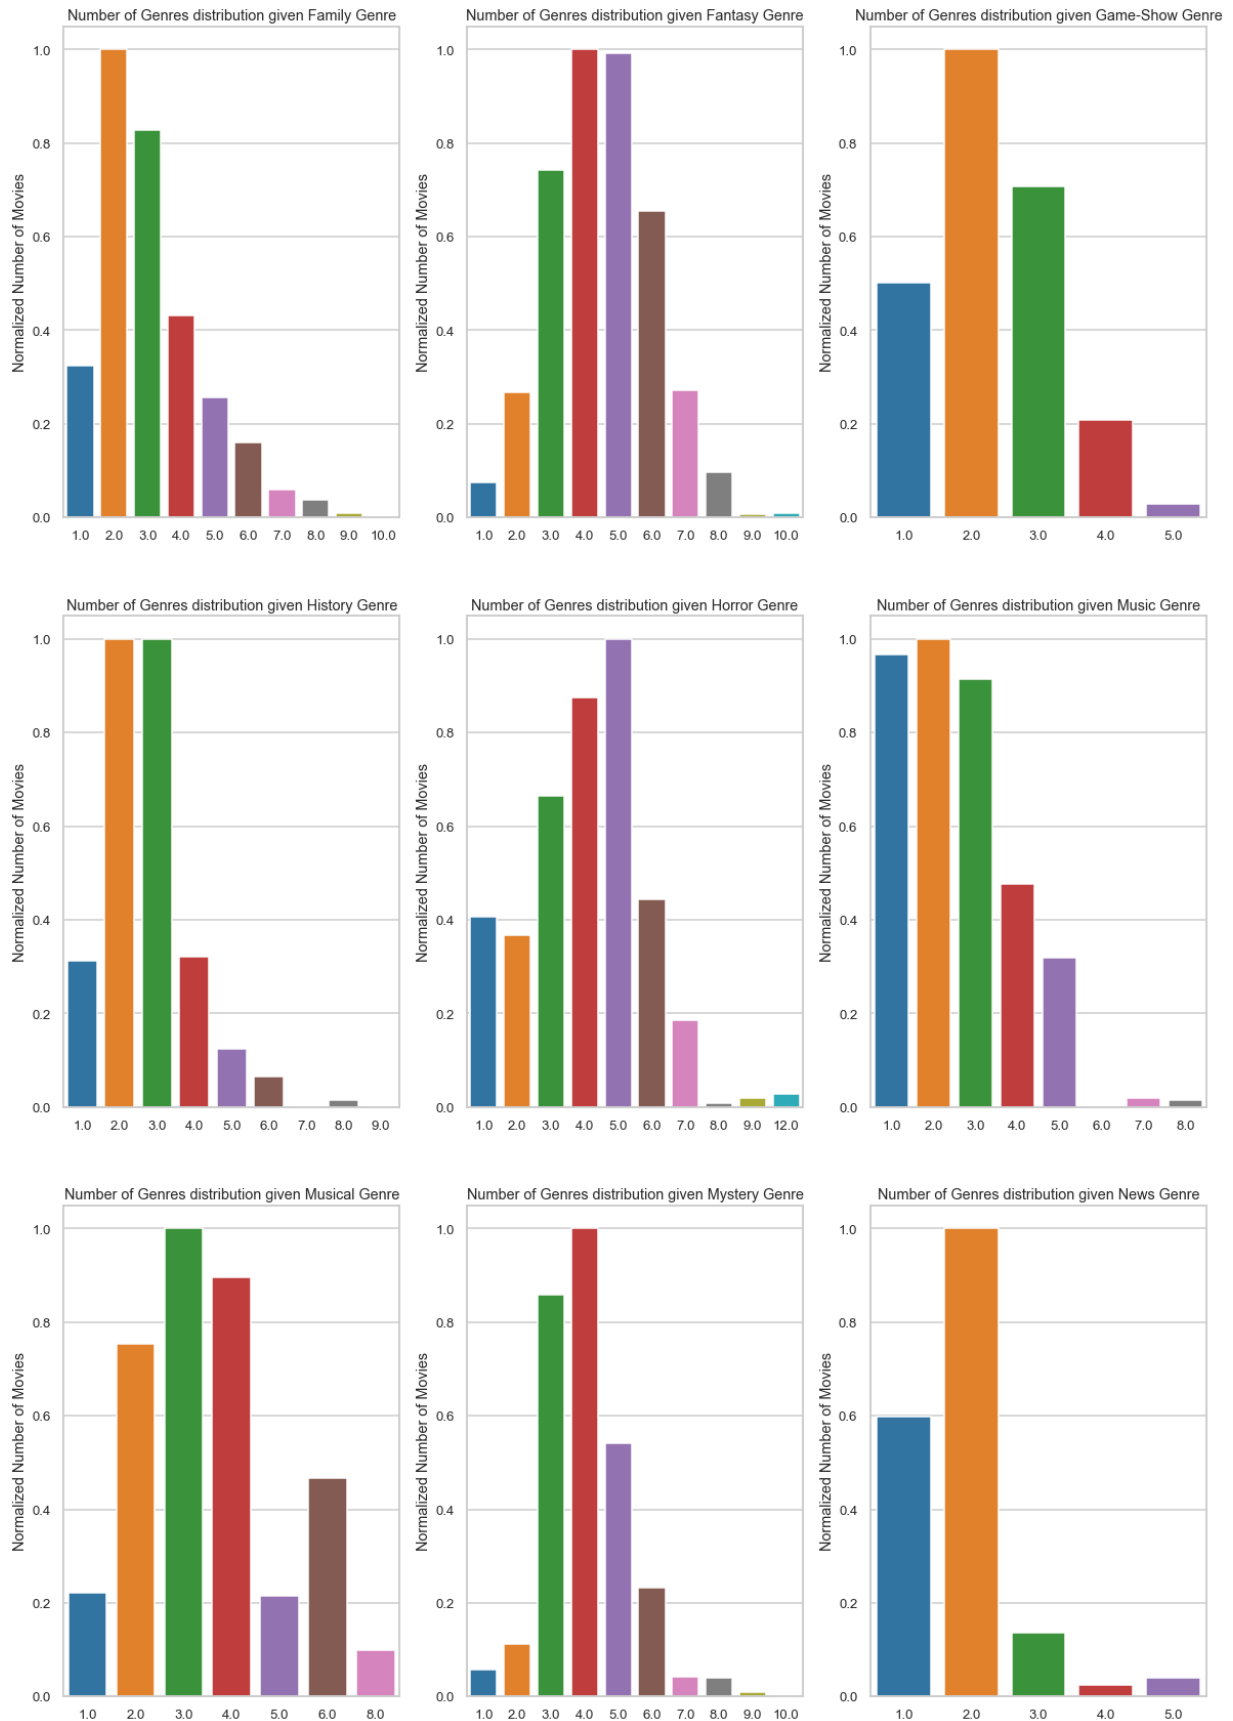 Number of Genres distribution given Family Genre
Normalized Number of Movies
1.0
0.8
0.6
0.4
0.2
0.0
1.0 2.0 3.0 4.0 5.0 6.0 7.0 8.0 9.0 10.0
Number of Genres distribution given Fantasy Genre
Normalized Number of Movies
1.0
0.8
0.6
0.4
0.2
0.0
1.0 2.0 3.0 4.0 5.0 6.0 7.0 8.0 9.0 10.0
Number of Genres distribution given Game-Show Genre
Normalized Number of Movies
1.0
0.8
0.6
0.4
0.2
0.0
1.0 2.0 3.0 4.0 5.0
Number of Genres distribution given History Genre
Normalized Number of Movies
1.0
0.8
0.6
0.4
0.2
0.0
1.0 2.0 3.0 4.0 5.0 6.0 7.0 8.0 9.0
Number of Genres distribution given Horror Genre
Normalized Number of Movies
1.0
0.8
0.6
0.4
0.2
0.0
1.0 2.0 3.0 4.0 5.0 6.0 7.0 8.0 9.0 12.0
Number of Genres distribution given Music Genre
Normalized Number of Movies
1.0
0.8
0.6
0.4
0.2
0.0
1.0 2.0 3.0 4.0 5.0 6.0 7.0 8.0
Number of Genres distribution given Musical Genre
Normalized Number of Movies
1.0
0.8
0.6
0.4
0.2
0.0
1.0 2.0 3.0 4.0 5.0 6.0 8.0
Number of Genres distribution given Mystery Genre
Normalized Number of Movies
1.0
0.8
0.6
0.4
0.2
0.0
1.0 2.0 3.0 4.0 5.0 6.0 7.0 8.0 9.0 10.0
Number of Genres distribution given News Genre
Normalized Number of Movies
1.0
0.8
0.6
0.4
0.2
0.0
1.0 2.0 3.0 4.0 5.0